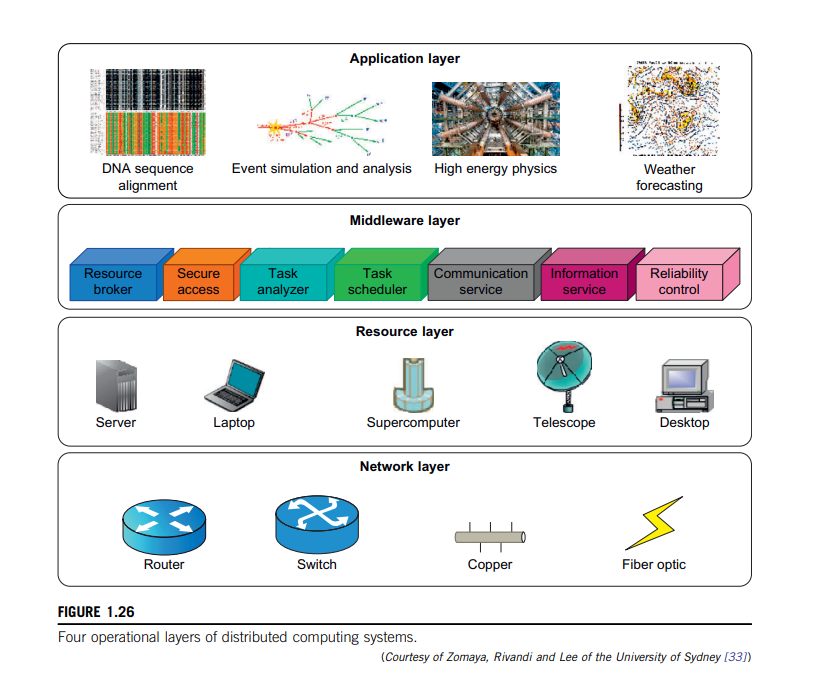 Application layer
DNA sequence
alignment
Event simulation and analysis
High energy physics
Weather
forecasting
Middleware layer
Resource
broker
Secure
access
Task
analyzer
Task
scheduler
Communication
service
Information
service
Reliability
control
Resource layer
Server
Laptop
Supercomputer
Telescope
Desktop
Network layer
Router
Switch
Copper
Fiber optic
FIGURE 1.26
Four operational layers of distributed computing systems.
(Courtesy of Zomaya, Rivandi and Lee of the University of Sydney [33])